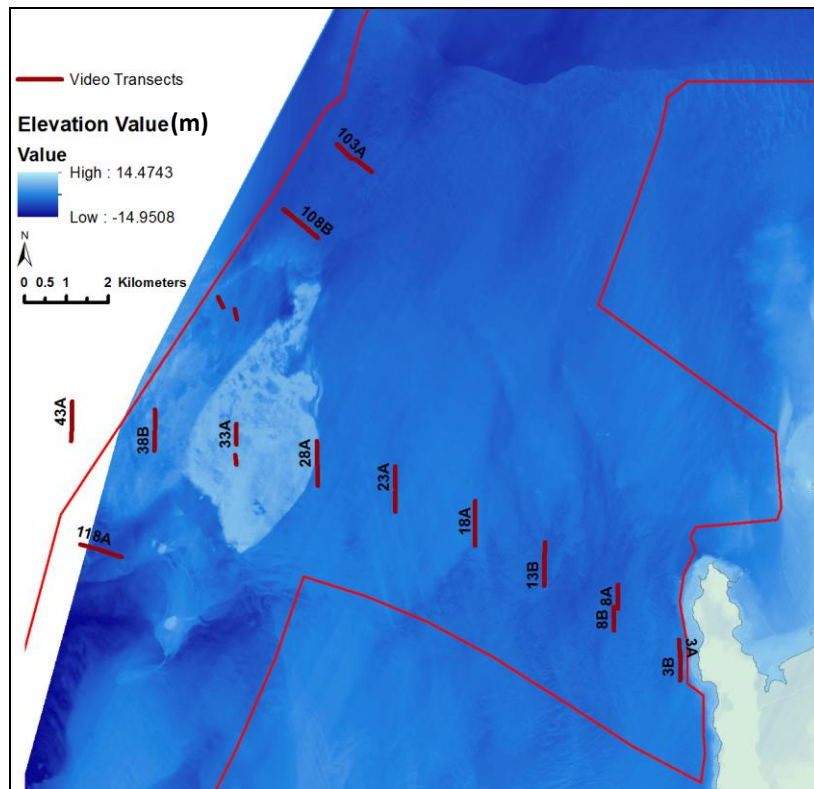 Video Transects
Elevation Value(m)
Value
High : 14.4743
Low : -14.9508
N
0 0.5 1 2 Kilometers
103A
108B
43A
38B
33A
28A
23A
18A
13B
8A
8B
3A
3B
118A